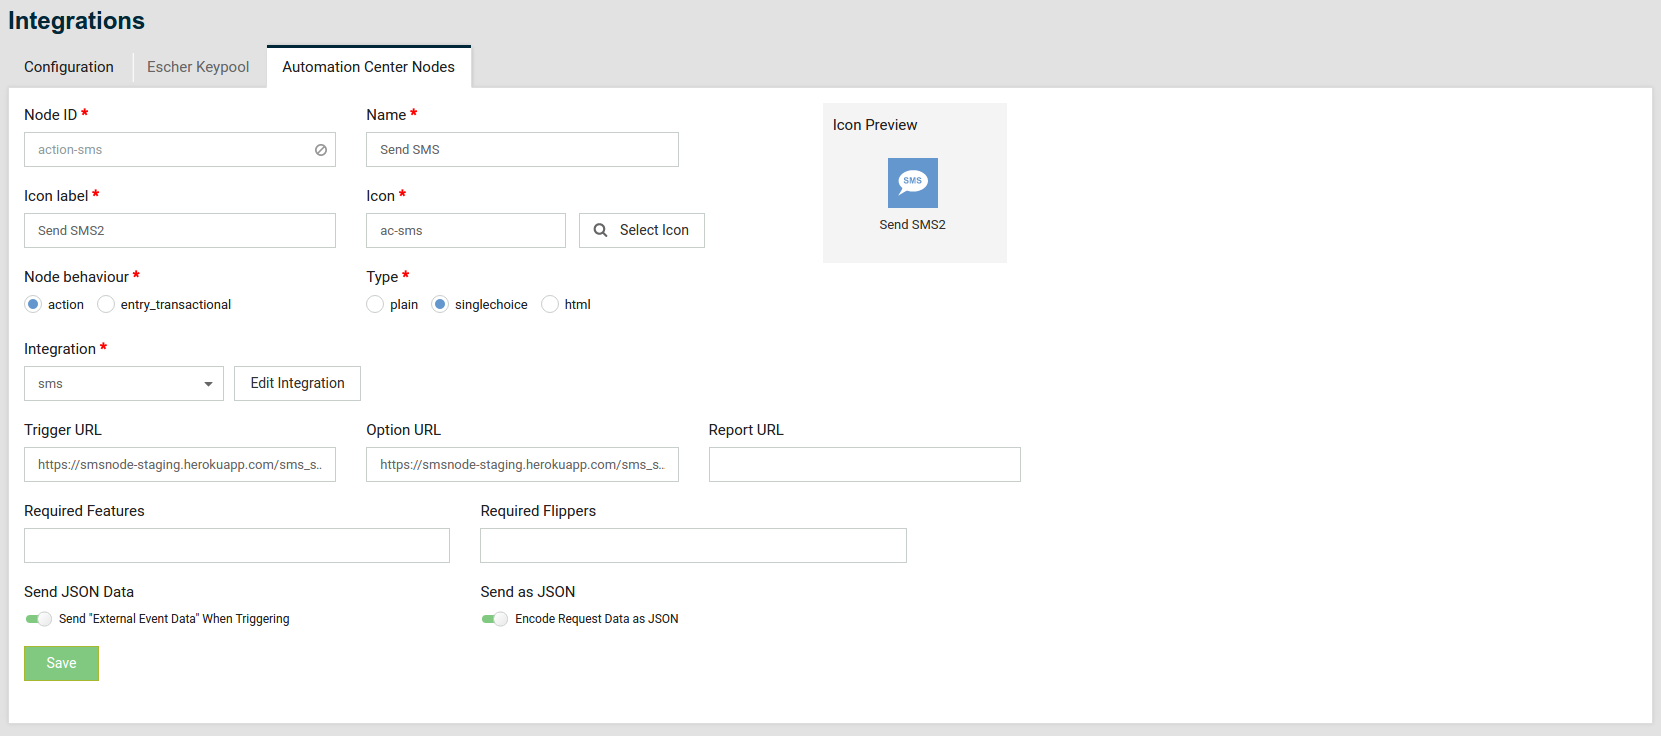 Integrations
Configuration Escher Keypool Automation Center Nodes
Node ID * Name *
action-sms Send SMS
Icon Preview
SMS
Send SMS2
Icon label * Icon *
Send SMS2 ac-sms Select Icon
Node behaviour * Type *
action entry_transactional plain singlechoice html
Integration *
sms Edit Integration
Trigger URL Option URL Report URL
https://smsnode-staging.herokuapp.com/sms_s.. https://smsnode-staging.herokuapp.com/sms_s..
Required Features Required Flippers
Send JSON Data Send as JSON
Send "External Event Data" When Triggering Encode Request Data as JSON
Save